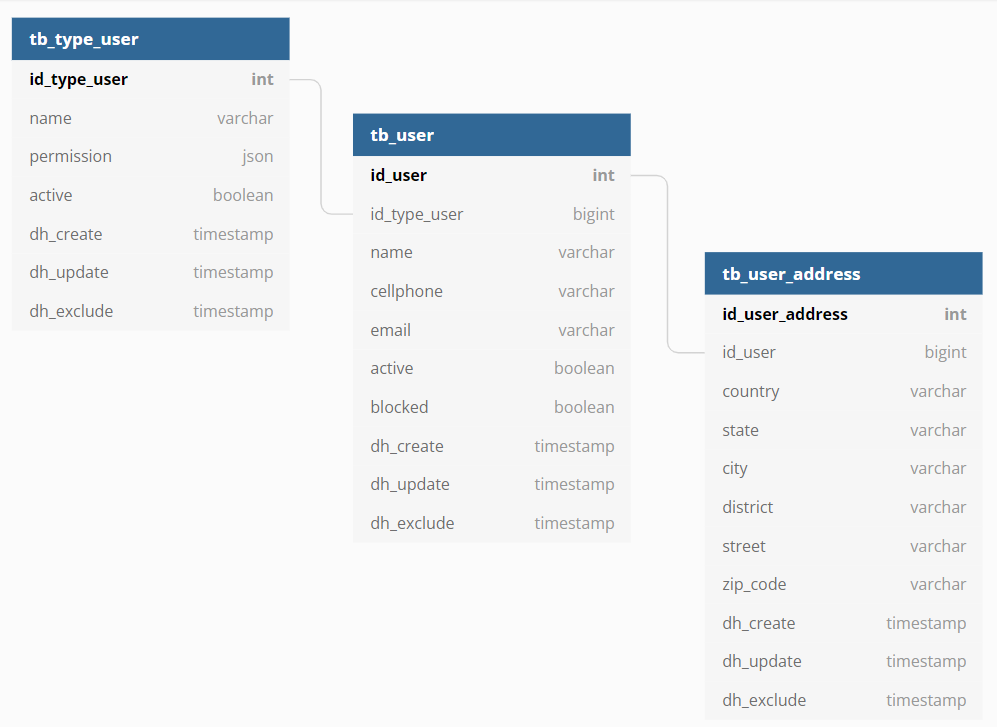 tb_type_user
id_type_user int
name varchar
permission json
active boolean
dh_create timestamp
dh_update timestamp
dh_exclude timestamp
tb_user
id_user int
id_type_user bigint
name varchar
cellphone varchar
email varchar
active boolean
blocked boolean
dh_create timestamp
dh_update timestamp
dh_exclude timestamp
tb_user_address
id_user_address int
id_user bigint
country varchar
state varchar
city varchar
district varchar
street varchar
zip_code varchar
dh_create timestamp
dh_update timestamp
dh_exclude timestamp